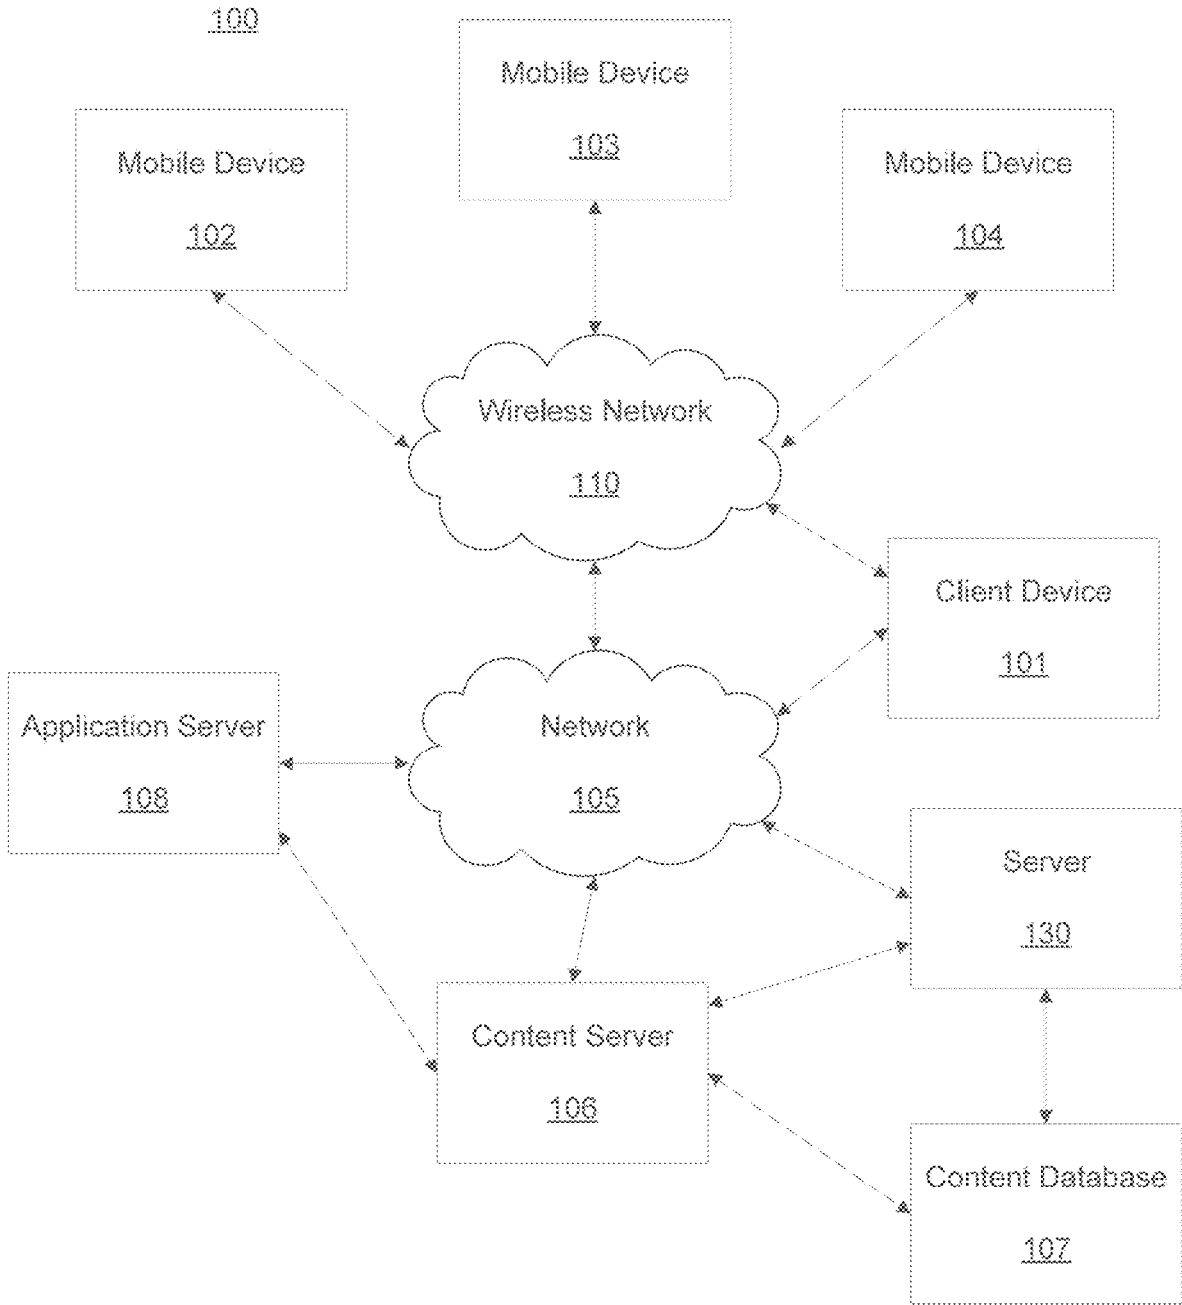 100
Mobile Device
103
Mobile Device
102
Mobile Device
104
Wireless Network
110
Client Device
101
Network
105
Application Server
108
Server
130
Content Server
106
Content Database
107